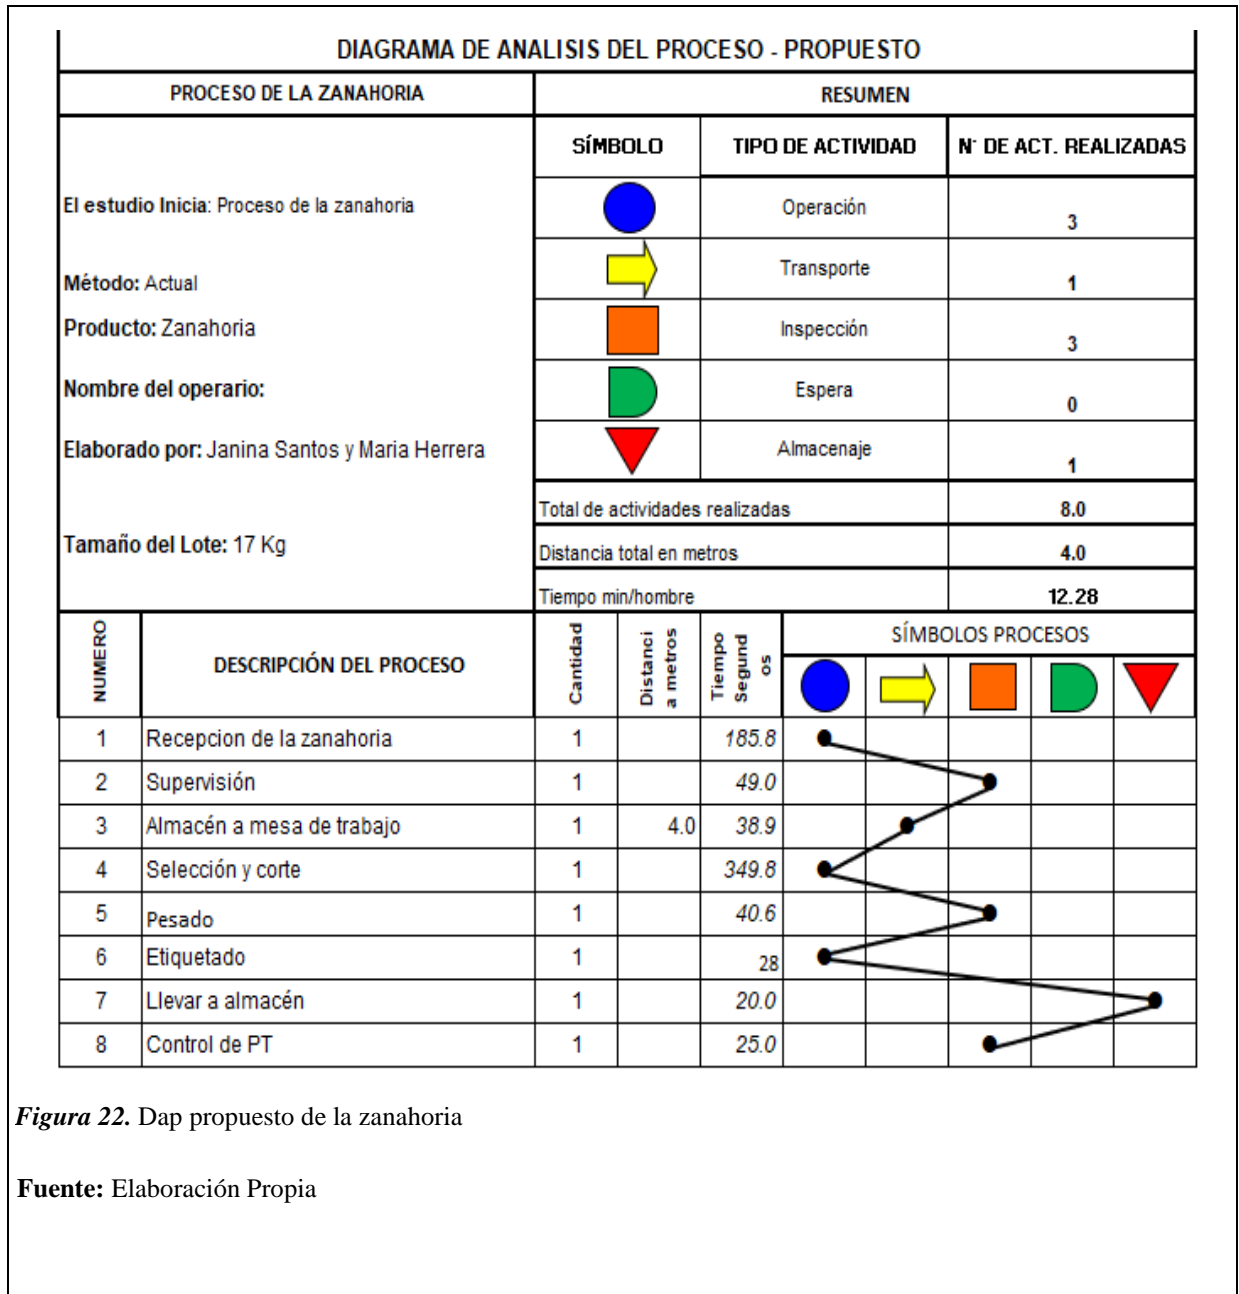 DIAGRAMA DE ANALISIS DEL PROCESO - PROPUESTO
PROCESO DE LA ZANAHORIA
RESUMEN
SÍMBOLO TIPO DE ACTIVIDAD N° DE ACT. REALIZADAS
El estudio Inicia: Proceso de la zanahoria
Método: Actual
Producto: Zanahoria
Nombre del operario:
Elaborado por: Janina Santos y Maria Herrera
Tamaño del Lote: 17 Kg
Operación 3
Transporte 1
Inspección 3
Espera 0
Almacenaje 1
Total de actividades realizadas 8.0
Distancia total en metros 4.0
Tiempo min/hombre 12.28
NUMERO
DESCRIPCIÓN DEL PROCESO
Cantidad
Distanci
a metros
Tiempo
Segund
os
SÍMBOLOS PROCESOS
1 Recepcion de la zanahoria 1 185.8
2 Supervisión 1 49.0
3 Almacén a mesa de trabajo 1 4.0 38.9
4 Selección y corte 1 349.8
5 Pesado 1 40.6
6 Etiquetado 1 28
7 Llevar a almacén 1 20.0
8 Control de PT 1 25.0
Figura 22. Dap propuesto de la zanahoria
Fuente: Elaboración Propia